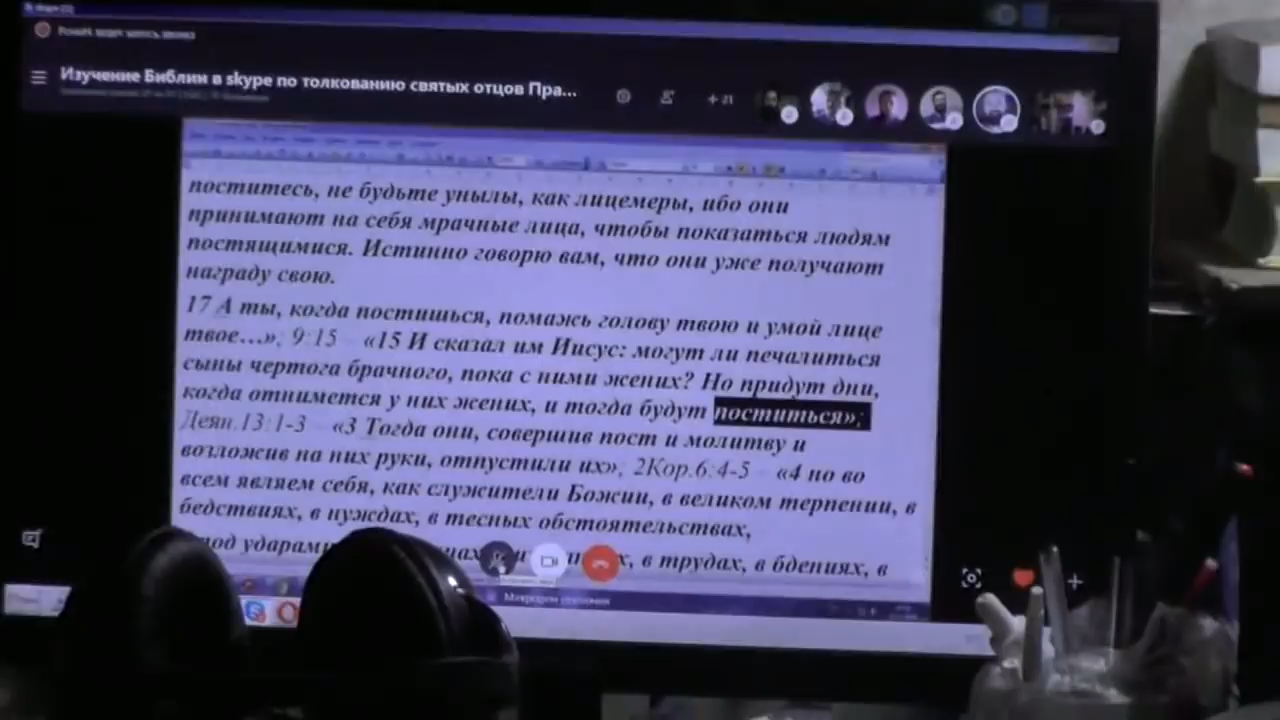 Изучение Библии в skype по толкованию святых отцов Пра...
+21
поститесь, не будьте унылы, как лицемеры, ибо они
принимают на себя мрачные лица, чтобы показаться людям
постящимися. Истинно говорю вам, что они уже получают
награду свою.
17 А ты, когда постишься, помажь голову твою и умой лице
твое...»; 9:15 – «15 И сказал им Иисус: могут ли печалиться
сыны чертога брачного, пока с ними жених? Но придут дни,
когда отнимется у них жених, и тогда будут поститься»;
Деян.13:1-3 – «3 Тогда они, совершив пост и молитву и
возложив на них руки, отпустили их»; 2Кор.6:4-5 – «4 но во
всем являем себя, как служители Божии, в великом терпении, в
бедствиях, в нуждах, в тесных обстоятельствах,
под ударами, в трудах, в бдениях, в